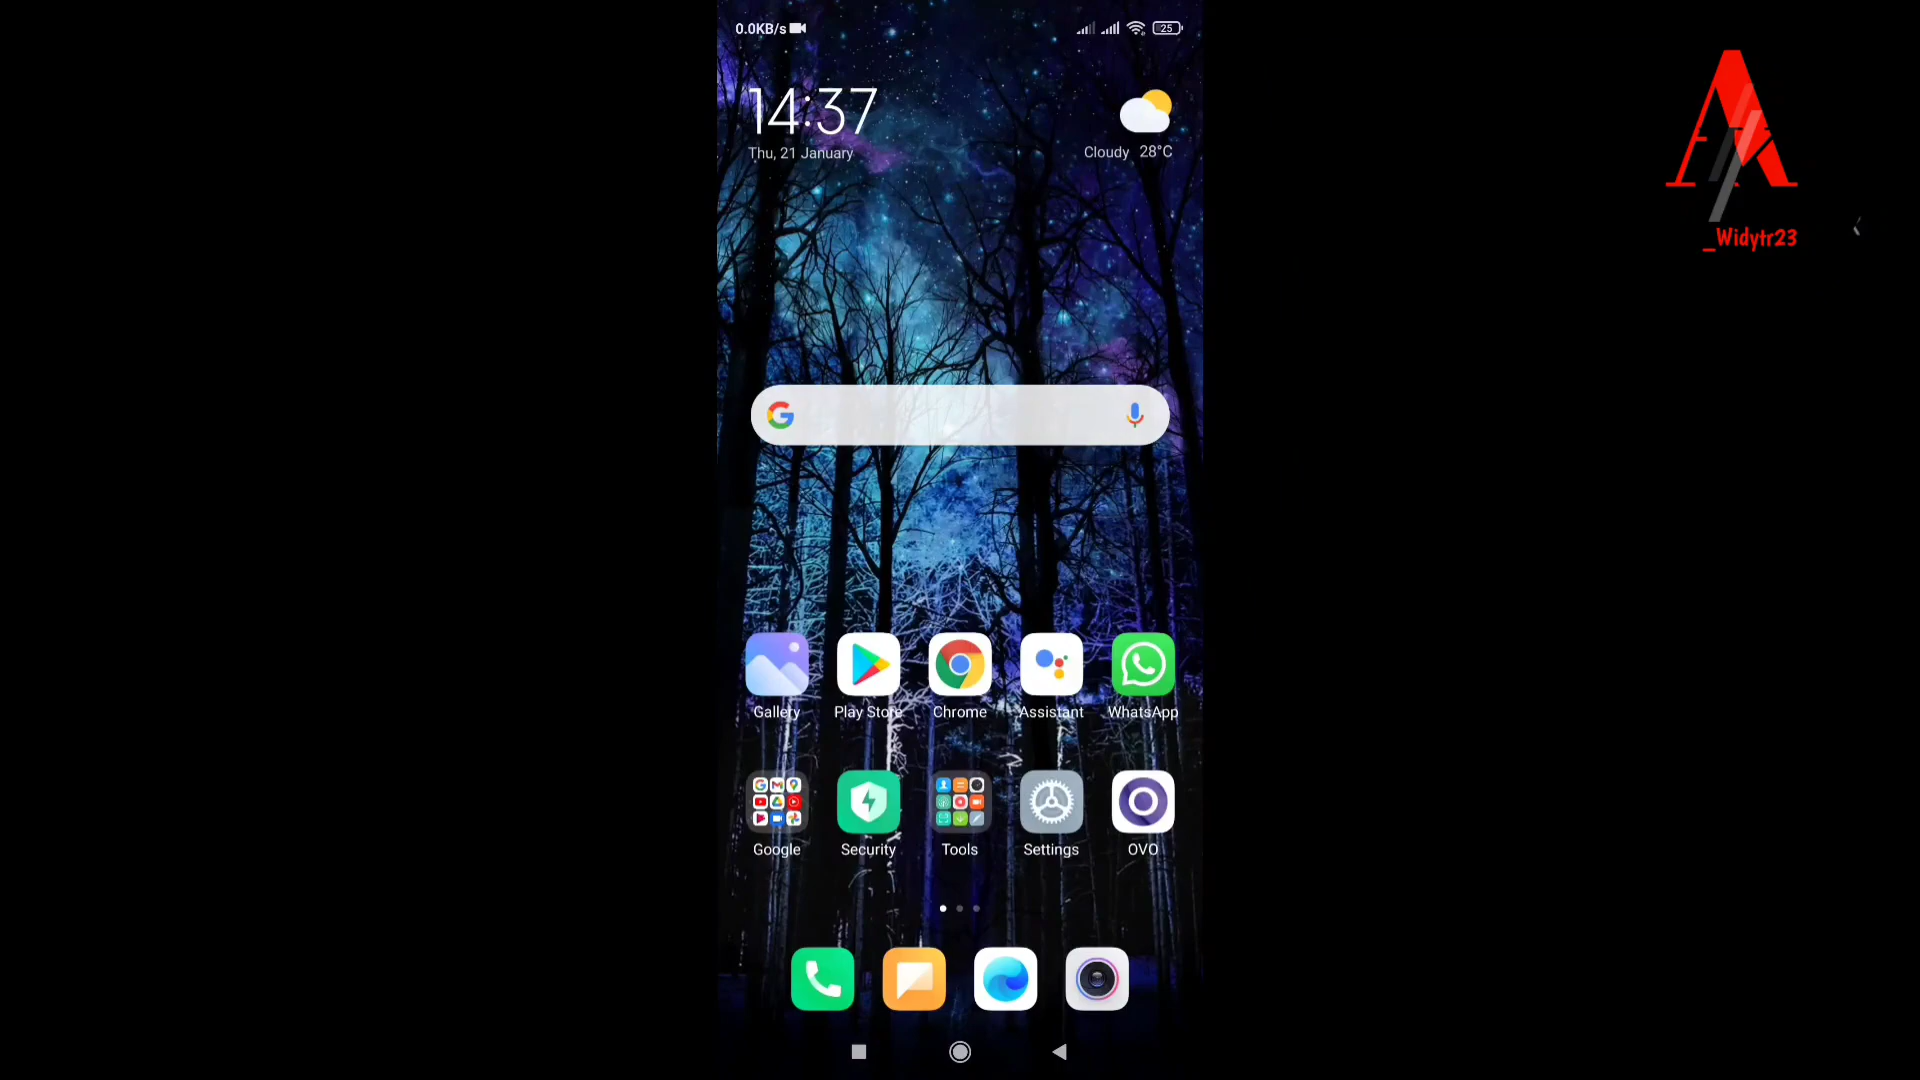 0.0KB/s
25
14:37
Thu, 21 January
Cloudy 28°C
_Widytr23
Gallery Play Store Chrome Assistant WhatsApp
Google Security Tools Settings OVO